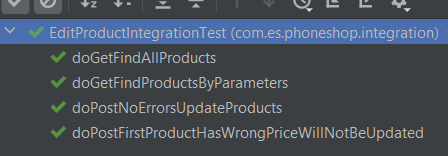 EditProductIntegrationTest (com.es.phoneshop.integration)
doGetFindAllProducts
doGetFindProductsByParameters
doPostNoErrorsUpdateProducts
doPostFirstProductHasWrongPriceWillNotBeUpdated